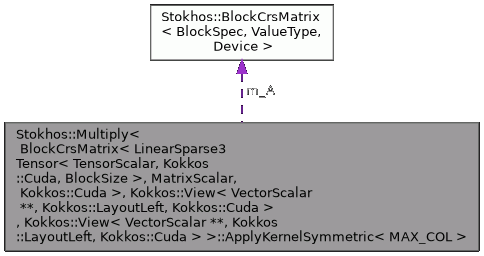 Stokhos::BlockCrsMatrix
< BlockSpec, ValueType,
Device >
m_A
Stokhos::Multiply<
BlockCrsMatrix< LinearSparse3
Tensor< TensorScalar, Kokkos
::Cuda, BlockSize >, MatrixScalar,
Kokkos::Cuda >, Kokkos::View< VectorScalar
**, Kokkos::LayoutLeft, Kokkos::Cuda >
, Kokkos::View< VectorScalar **, Kokkos
::LayoutLeft, Kokkos::Cuda > >::ApplyKernelSymmetric< MAX_COL >